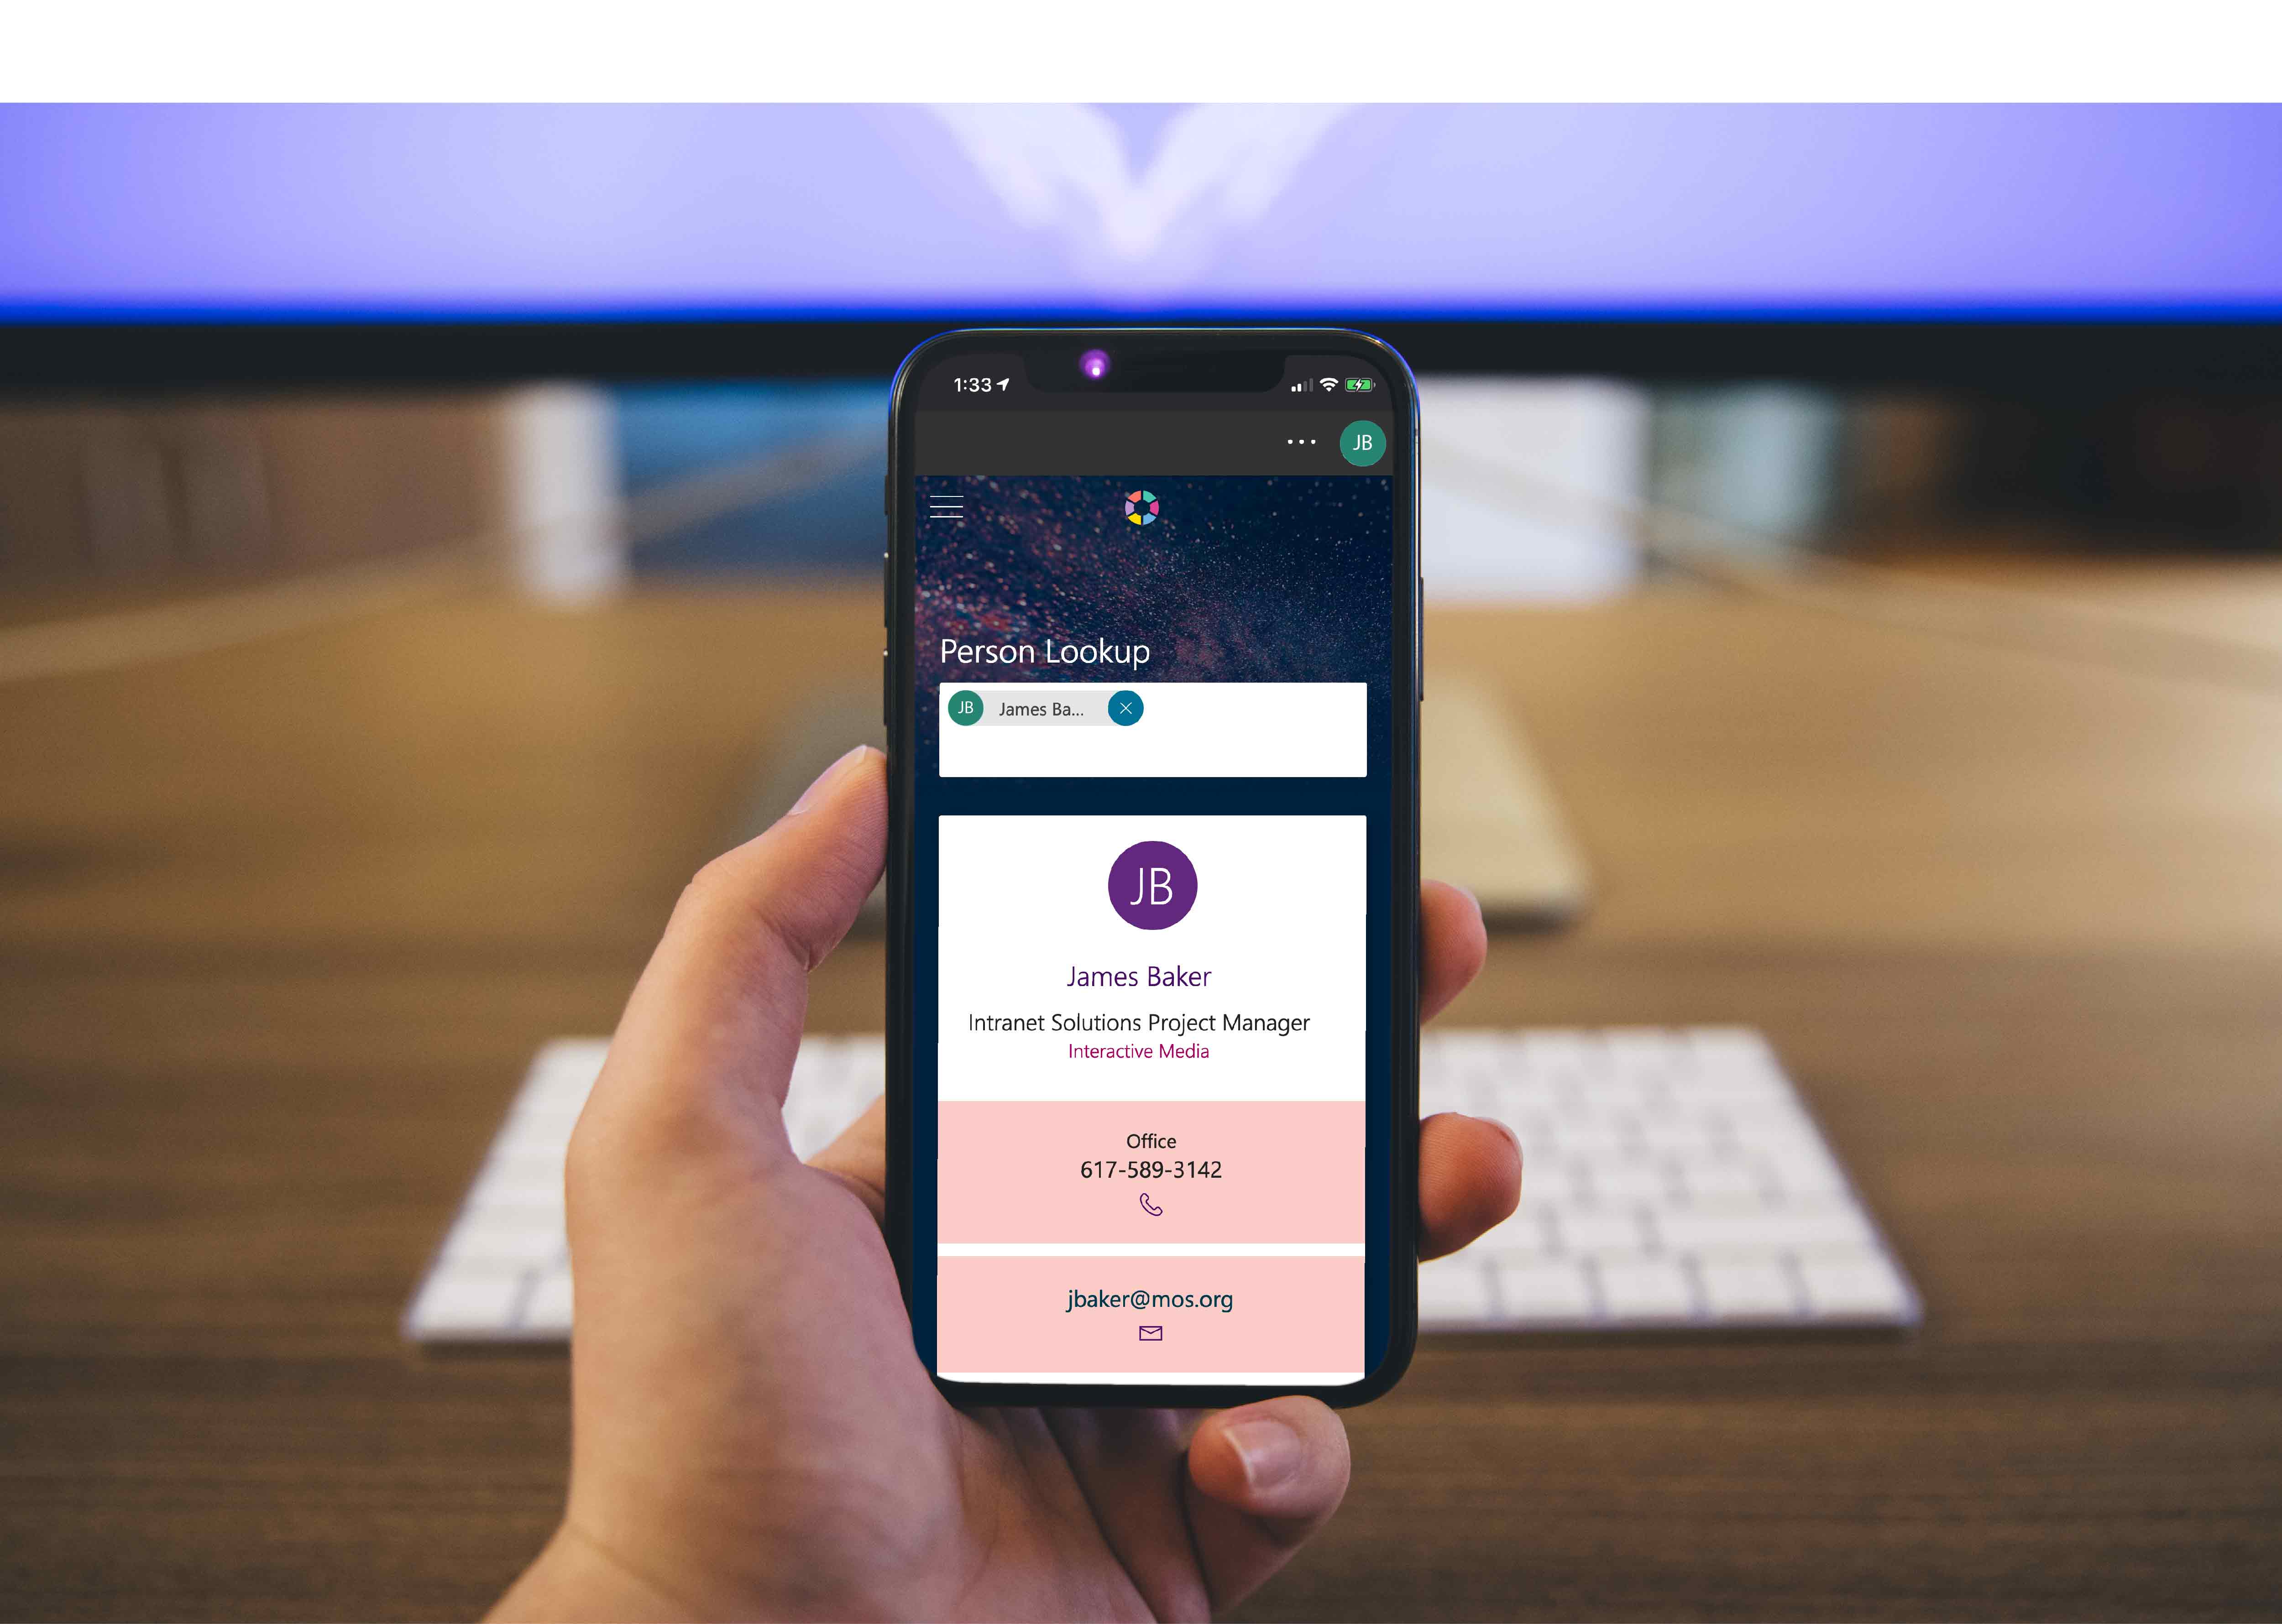 1:33
JB
Person Lookup
JB James Ba...
JB
James Baker
Intranet Solutions Project Manager
Interactive Media
Office
617-589-3142
jbaker@mos.org